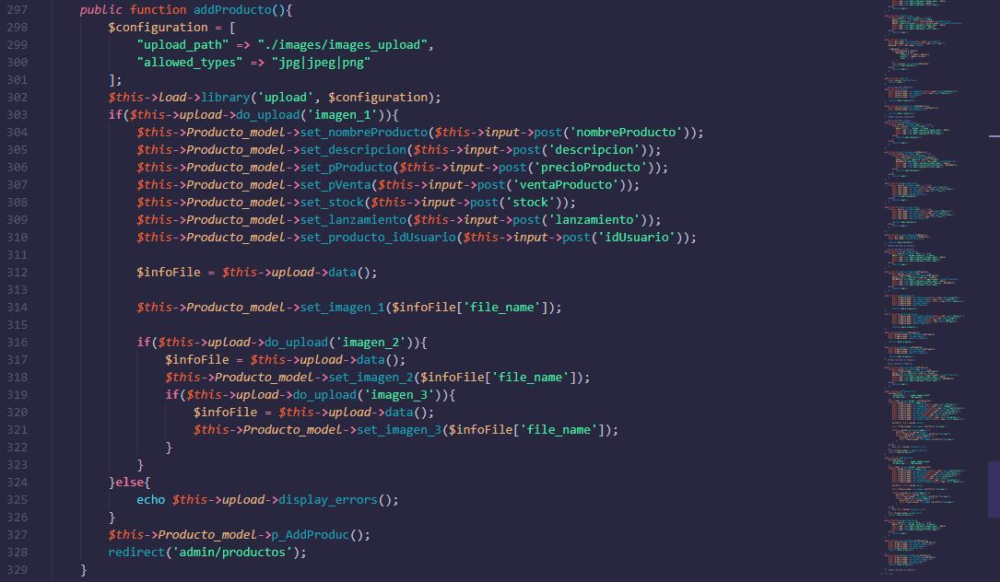 297 public function addProducto(){
298 $configuration = [
299 "upload_path" => "./images/images_upload",
300 "allowed_types" => "jpg|jpeg|png"
301 ];
302 $this->load->library('upload', $configuration);
303 if($this->upload->do_upload('imagen_1')){
304 $this->Producto_model->set_nombreProducto($this->input->post('nombreProducto'));
305 $this->Producto_model->set_descripcion($this->input->post('descripcion'));
306 $this->Producto_model->set_pProducto($this->input->post('precioProducto'));
307 $this->Producto_model->set_pVenta($this->input->post('ventaProducto'));
308 $this->Producto_model->set_stock($this->input->post('stock'));
309 $this->Producto_model->set_lanzamiento($this->input->post('lanzamiento'));
310 $this->Producto_model->set_producto_idUsuario($this->input->post('idUsuario'));
311
312 $infoFile = $this->upload->data();
313
314 $this->Producto_model->set_imagen_1($infoFile['file_name']);
315
316 if($this->upload->do_upload('imagen_2')){
317 $infoFile = $this->upload->data();
318 $this->Producto_model->set_imagen_2($infoFile['file_name']);
319 if($this->upload->do_upload('imagen_3')){
320 $infoFile = $this->upload->data();
321 $this->Producto_model->set_imagen_3($infoFile['file_name']);
322 }
323 }
324 }else{
325 echo $this->upload->display_errors();
326 }
327 $this->Producto_model->p_AddProduc();
328 redirect('admin/productos');
329 }